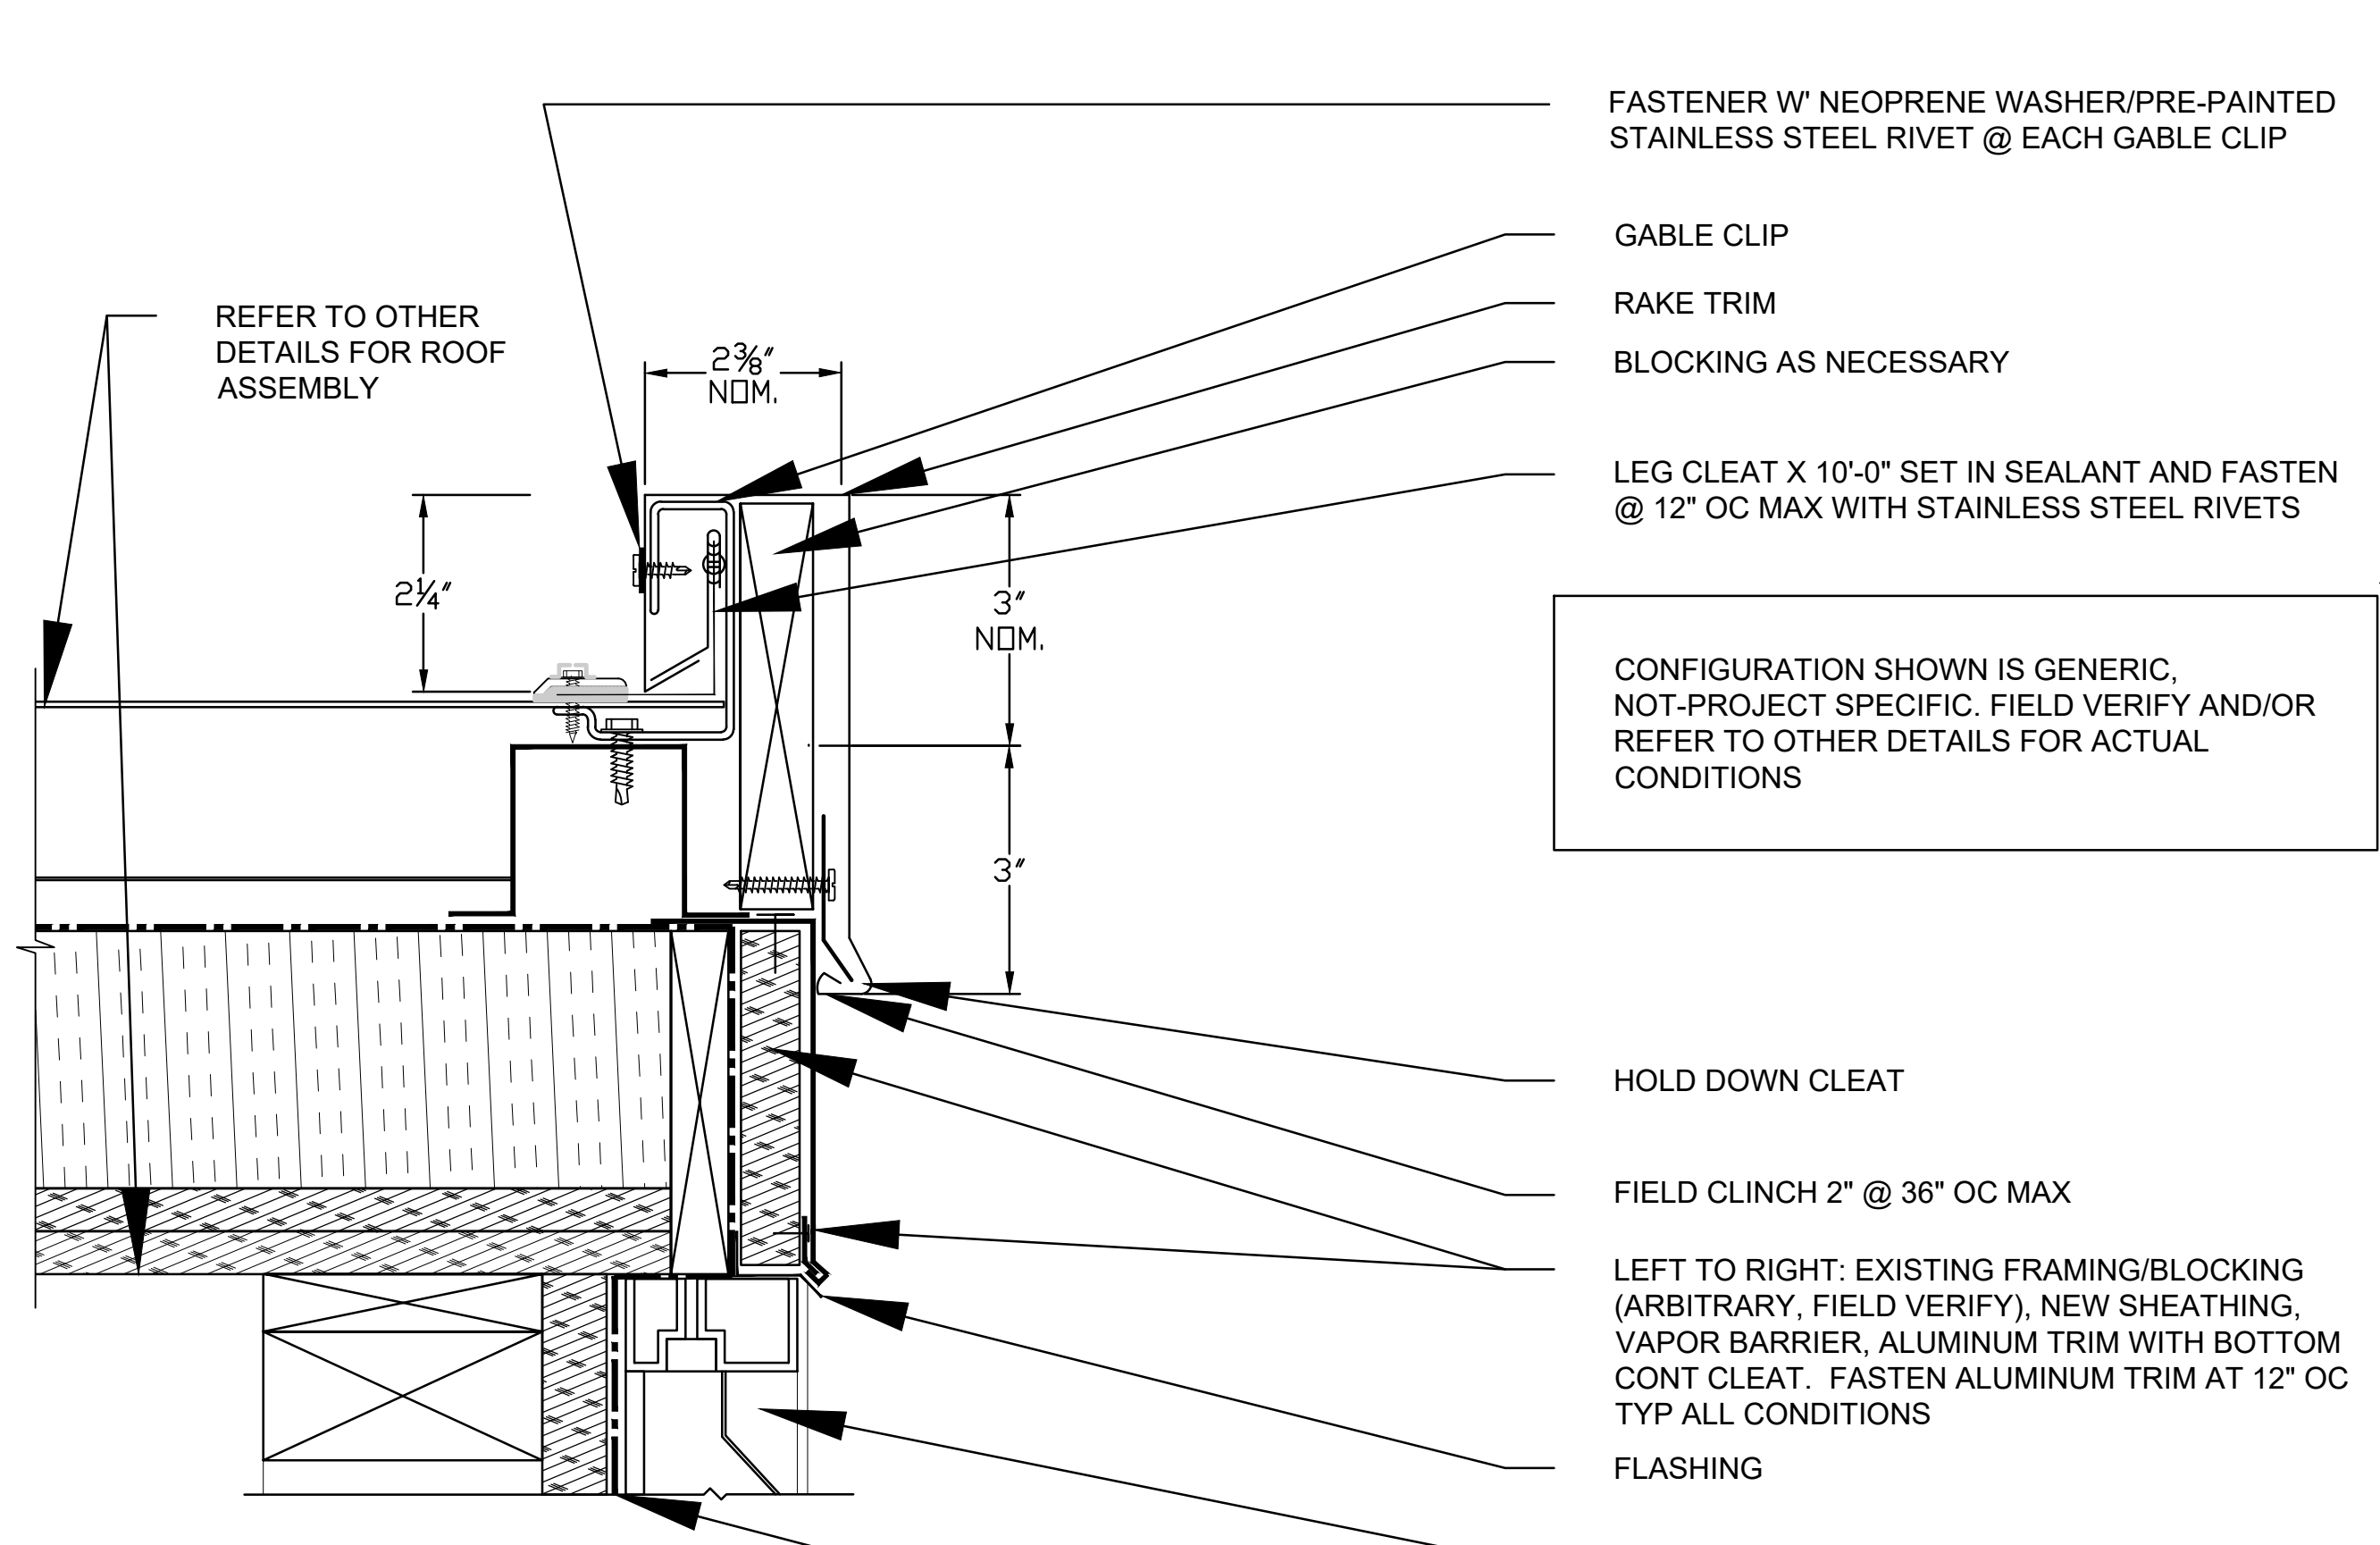 FASTENER W' NEOPRENE WASHER/PRE-PAINTED
STAINLESS STEEL RIVET @ EACH GABLE CLIP
GABLE CLIP
RAKE TRIM
REFER TO OTHER
DETAILS FOR ROOF
ASSEMBLY
2 3/8"
NOM.
BLOCKING AS NECESSARY
LEG CLEAT X 10'-0" SET IN SEALANT AND FASTEN
@ 12" OC MAX WITH STAINLESS STEEL RIVETS
2 1/4"
3"
NOM.
CONFIGURATION SHOWN IS GENERIC,
NOT-PROJECT SPECIFIC. FIELD VERIFY AND/OR
REFER TO OTHER DETAILS FOR ACTUAL
CONDITIONS
3"
HOLD DOWN CLEAT
FIELD CLINCH 2" @ 36" OC MAX
LEFT TO RIGHT: EXISTING FRAMING/BLOCKING
(ARBITRARY, FIELD VERIFY), NEW SHEATHING,
VAPOR BARRIER, ALUMINUM TRIM WITH BOTTOM
CONT CLEAT.  FASTEN ALUMINUM TRIM AT 12" OC
TYP ALL CONDITIONS
FLASHING